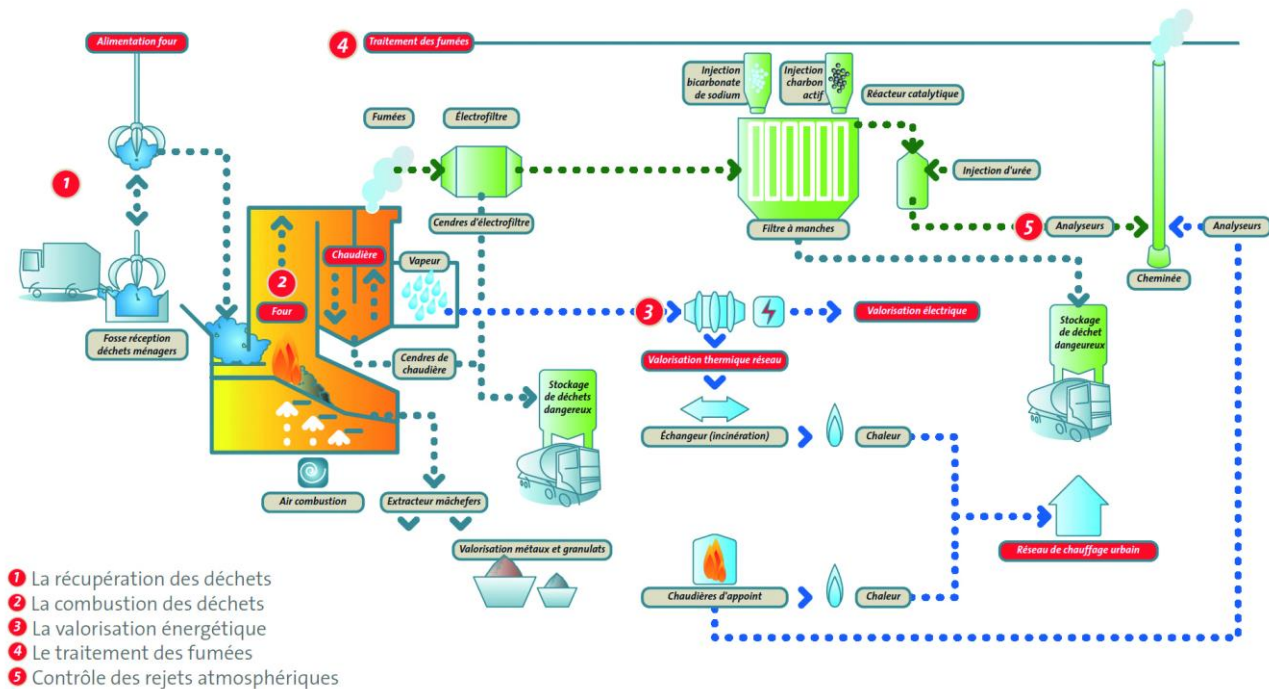 Alimentation four
4
Traitement des fumées
Injection
bicarbonate
de sodium
Injection
charbon
actif
Réacteur catalytique
Fumées
Électrofiltre
1
Injection d'urée
Cendres d'électrofiltre
Filtre à manches
5
Analyseurs
Analyseurs
Chaudière
Vapeur
2
Four
Cheminée
3
Valorisation électrique
Fosse réception
déchets ménagers
Cendres de
chaudière
Valorisation thermique réseau
Stockage
de déchet
dangeureux
Stockage
de déchets
dangereux
Échangeur (incinération)
Chaleur
Air combustion
Extracteur mâchefers
Valorisation métaux et granulats
Réseau de chauffage urbain
Chaudières d'appoint
Chaleur
1 La récupération des déchets
2 La combustion des déchets
3 La valorisation énergétique
4 Le traitement des fumées
5 Contrôle des rejets atmosphériques